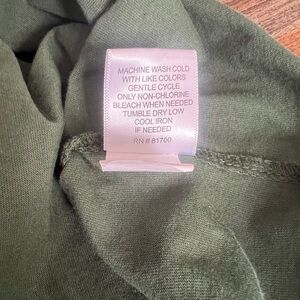 MACHINE WASH COLD
WITH LIKE COLORS
GENTLE CYCLE
ONLY NON-CHLORINE
BLEACH WHEN NEEDED
TUMBLE DRY LOW
COOL IRON
IF NEEDED
RN # 81700